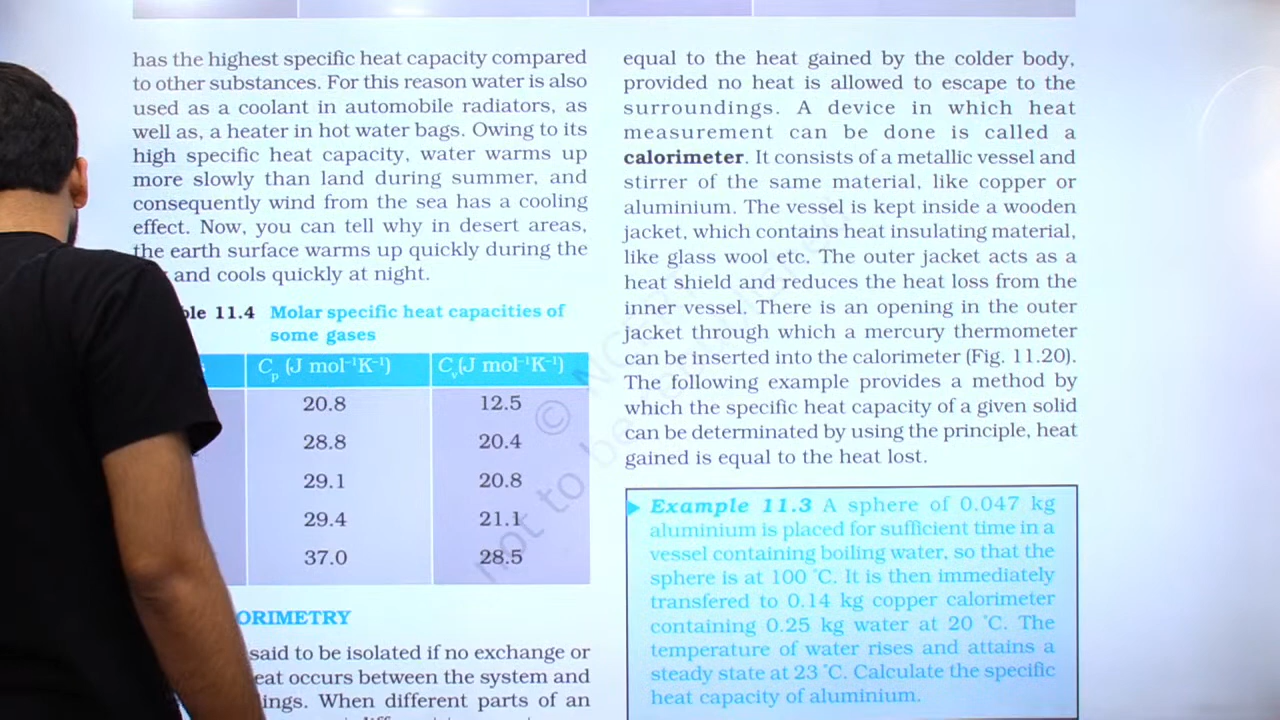 has the highest specific heat capacity compared
to other substances. For this reason water is also
used as a coolant in automobile radiators, as
well as, a heater in hot water bags. Owing to its
high specific heat capacity, water warms up
more slowly than land during summer, and
consequently wind from the sea has a cooling
effect. Now, you can tell why in desert areas,
the earth surface warms up quickly during the
and cools quickly at night.
11.4 Molar specific heat capacities of
some gases
Cp (J mol⁻¹K⁻¹) Cv(J mol⁻¹K⁻¹)
20.8 12.5
28.8 20.4
29.1 20.8
29.4 21.1
37.0 28.5
ORIMETRY
said to be isolated if no exchange or
eat occurs between the system and
ings. When different parts of an
equal to the heat gained by the colder body,
provided no heat is allowed to escape to the
surroundings. A device in which heat
measurement can be done is called a
calorimeter. It consists of a metallic vessel and
stirrer of the same material, like copper or
aluminium. The vessel is kept inside a wooden
jacket, which contains heat insulating material,
like glass wool etc. The outer jacket acts as a
heat shield and reduces the heat loss from the
inner vessel. There is an opening in the outer
jacket through which a mercury thermometer
can be inserted into the calorimeter (Fig. 11.20).
The following example provides a method by
which the specific heat capacity of a given solid
can be determinated by using the principle, heat
gained is equal to the heat lost.
Example 11.3 A sphere of 0.047 kg
aluminium is placed for sufficient time in a
vessel containing boiling water, so that the
sphere is at 100 °C. It is then immediately
transfered to 0.14 kg copper calorimeter
containing 0.25 kg water at 20 °C. The
temperature of water rises and attains a
steady state at 23 °C. Calculate the specific
heat capacity of aluminium.
© NC
not to be